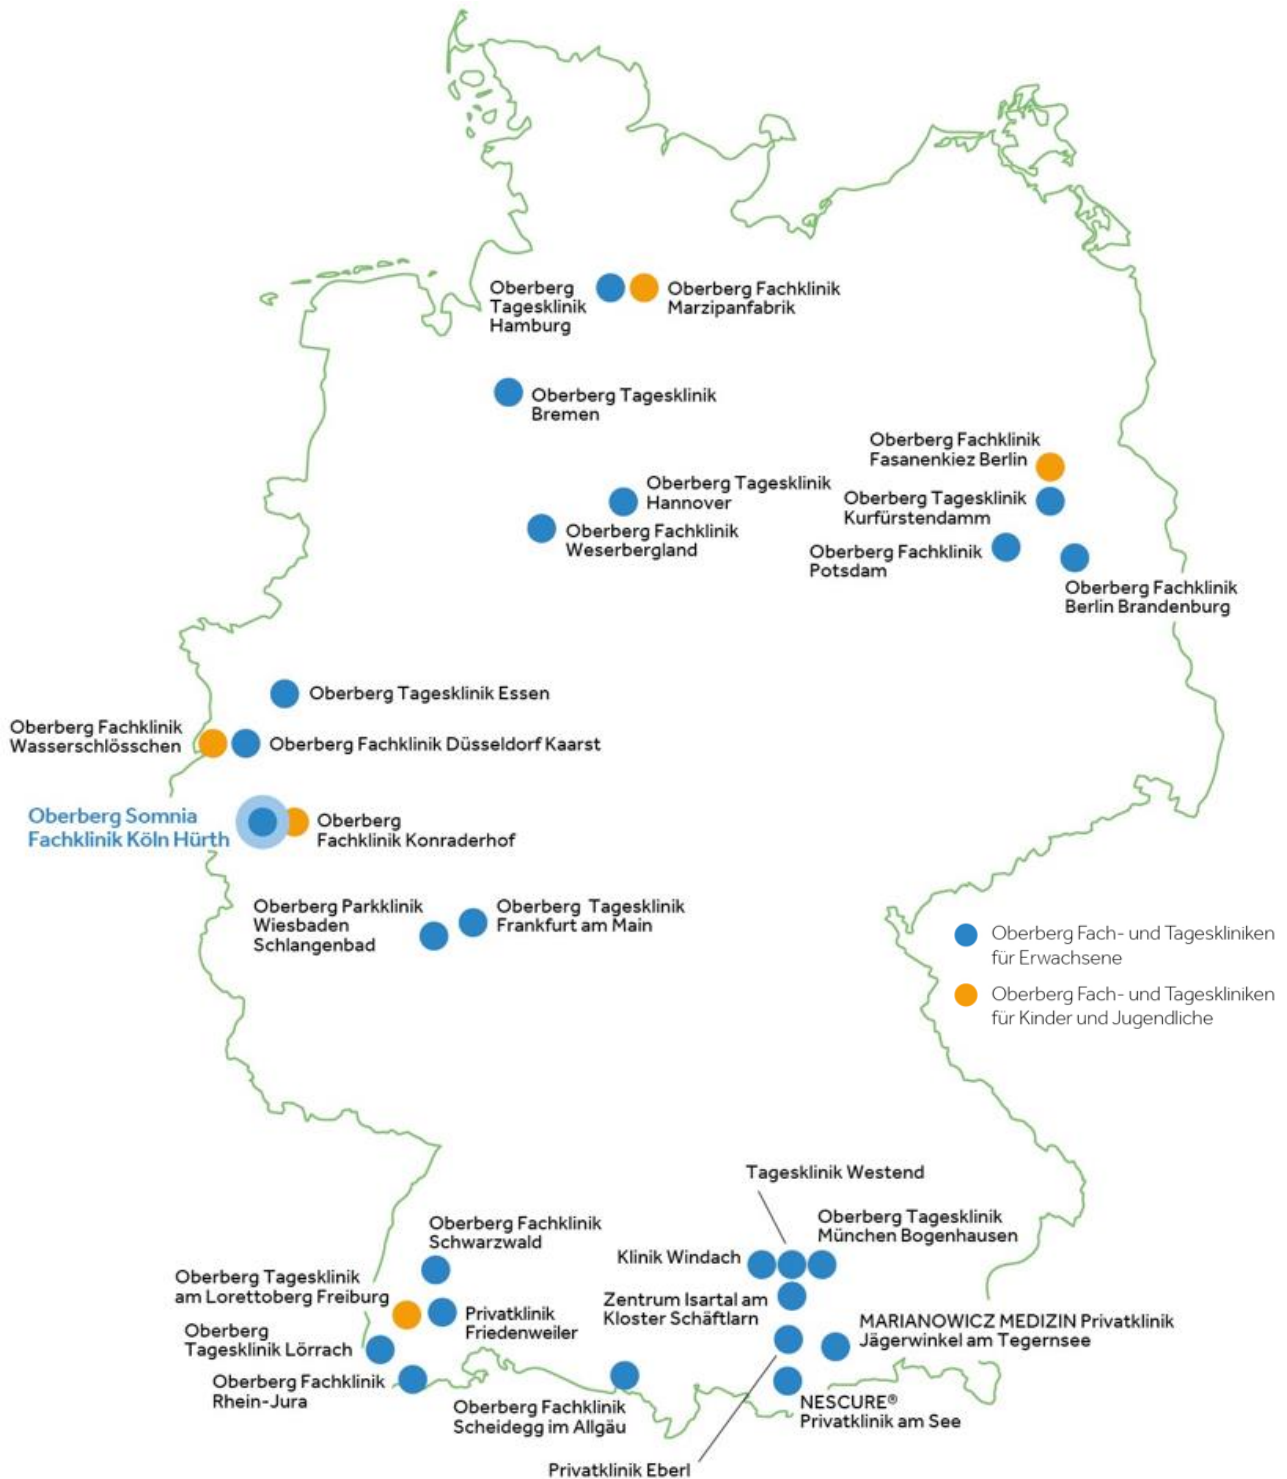 Oberberg
Tagesklinik
Hamburg
Oberberg Fachklinik
Marzipanfabrik
Oberberg Tagesklinik
Bremen
Oberberg Fachklinik
Fasanenkiez Berlin
Oberberg Tagesklinik
Hannover
Oberberg Tagesklinik
Kurfürstendamm
Oberberg Fachklinik
Weserbergland
Oberberg Fachklinik
Potsdam
Oberberg Fachklinik
Berlin Brandenburg
Oberberg Tagesklinik Essen
Oberberg Fachklinik
Wasserschlösschen
Oberberg Fachklinik Düsseldorf Kaarst
Oberberg Somnia
Fachklinik Köln Hürth
Oberberg
Fachklinik Konraderhof
Oberberg Parkklinik
Wiesbaden
Schlangenbad
Oberberg Tagesklinik
Frankfurt am Main
Oberberg Fach- und Tageskliniken
für Erwachsene
Oberberg Fach- und Tageskliniken
für Kinder und Jugendliche
Tagesklinik Westend
Oberberg Fachklinik
Schwarzwald
Oberberg Tagesklinik
München Bogenhausen
Klinik Windach
Oberberg Tagesklinik
am Lorettoberg Freiburg
Zentrum Isartal am
Kloster Schäftlarn
Privatklinik
Friedenweiler
MARIANOWICZ MEDIZIN Privatklinik
Jägerwinkel am Tegernsee
Oberberg
Tagesklinik Lörrach
Oberberg Fachklinik
Rhein-Jura
Oberberg Fachklinik
Scheidegg im Allgäu
NESCURE®
Privatklinik am See
Privatklinik Eberl